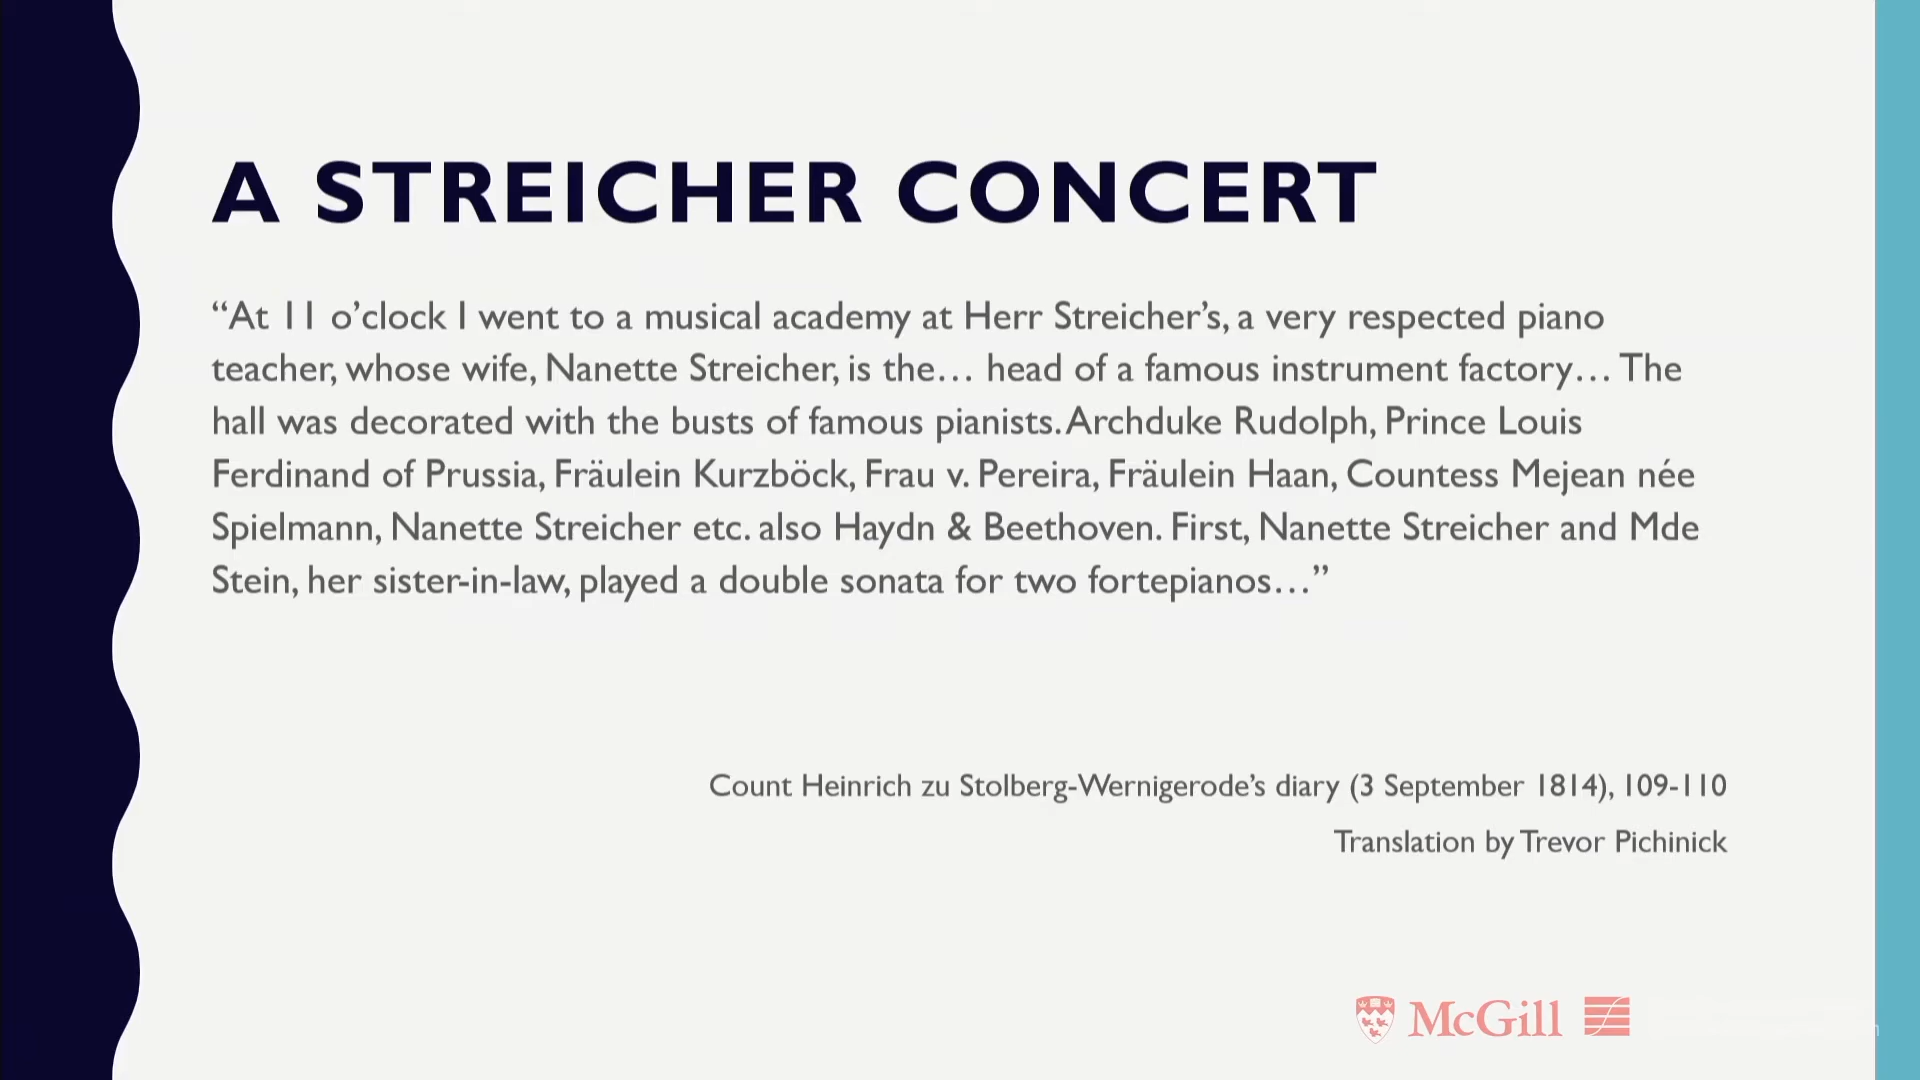 A STREICHER CONCERT
“At 11 o’clock I went to a musical academy at Herr Streicher’s, a very respected piano
teacher, whose wife, Nanette Streicher, is the… head of a famous instrument factory… The
hall was decorated with the busts of famous pianists. Archduke Rudolph, Prince Louis
Ferdinand of Prussia, Fräulein Kurzböck, Frau v. Pereira, Fräulein Haan, Countess Mejean née
Spielmann, Nanette Streicher etc. also Haydn & Beethoven. First, Nanette Streicher and Mde
Stein, her sister-in-law, played a double sonata for two fortepianos…”
Count Heinrich zu Stolberg-Wernigerode’s diary (3 September 1814), 109-110
Translation by Trevor Pichinick
McGill